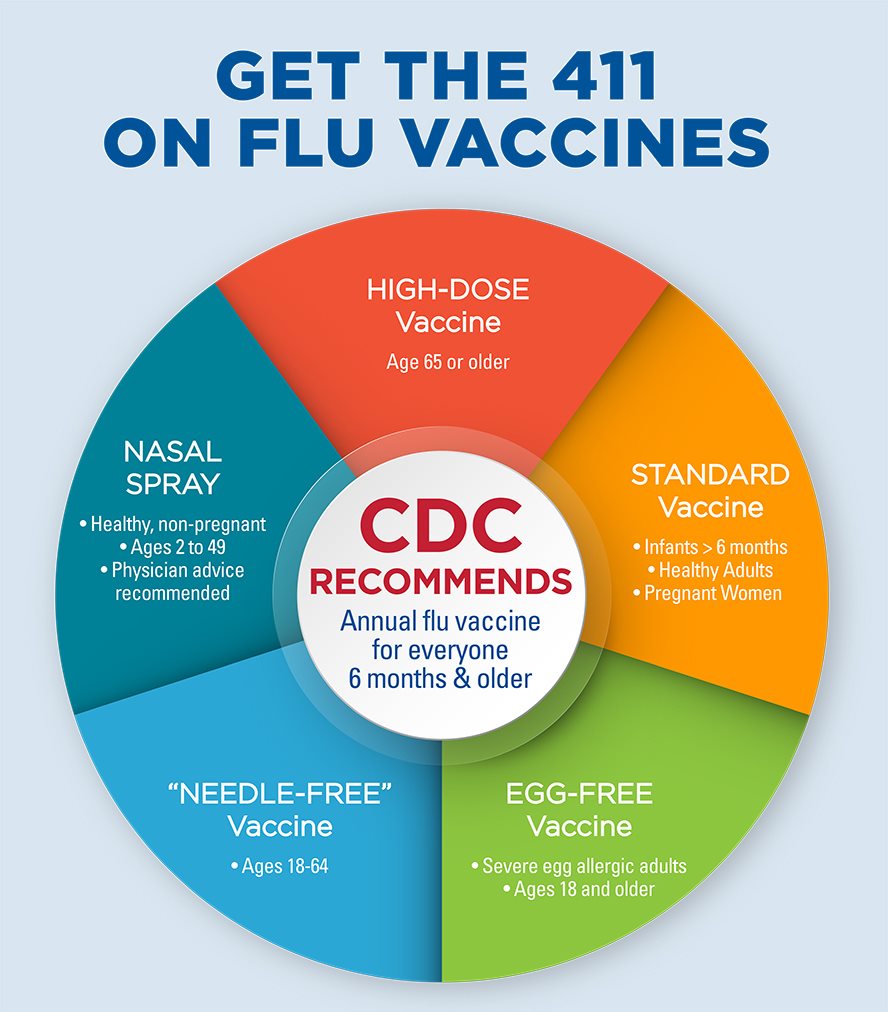 GET THE 411
ON FLU VACCINES
HIGH-DOSE
Vaccine
Age 65 or older
NASAL
SPRAY
• Healthy, non-pregnant
• Ages 2 to 49
• Physician advice
recommended
STANDARD
Vaccine
• Infants > 6 months
• Healthy Adults
• Pregnant Women
CDC
RECOMMENDS
Annual flu vaccine
for everyone
6 months & older
“NEEDLE-FREE”
Vaccine
• Ages 18-64
EGG-FREE
Vaccine
• Severe egg allergic adults
• Ages 18 and older